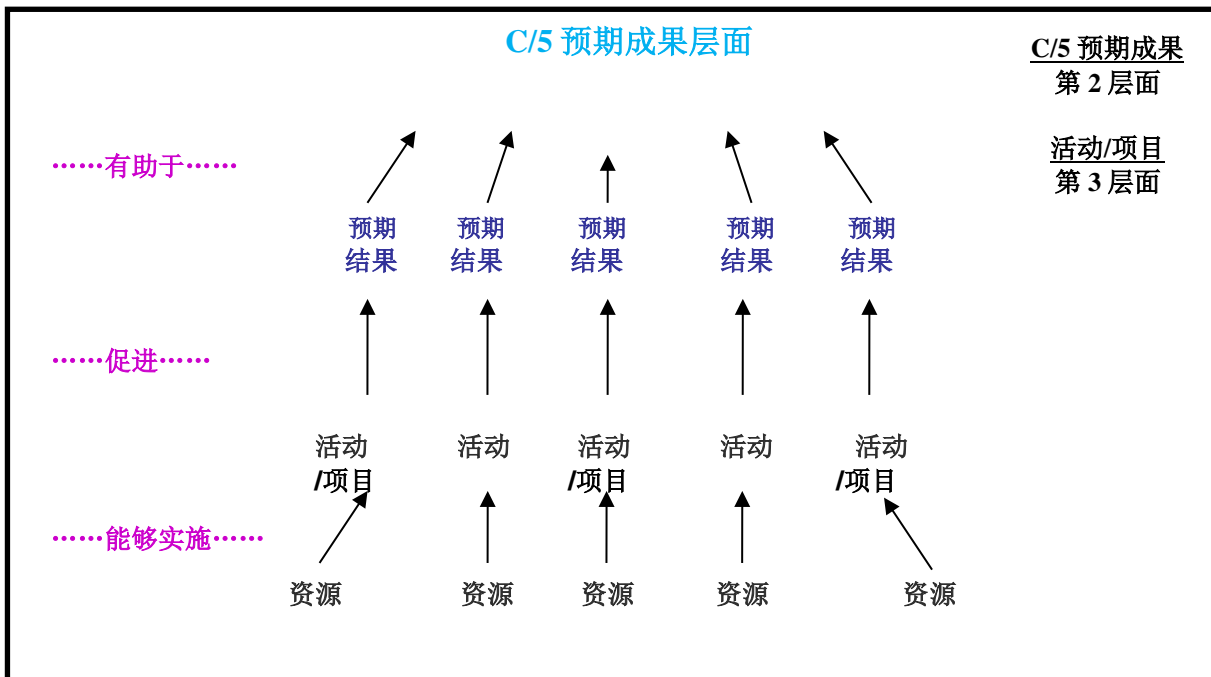 C/5 预期成果层面
C/5 预期成果
第 2 层面
活动/项目
第 3 层面
……有助于……
预期 预期 预期 预期 预期
结果 结果 结果 结果 结果
……促进……
活动 活动 活动 活动 活动
/项目 /项目 /项目
……能够实施……
资源 资源 资源 资源 资源